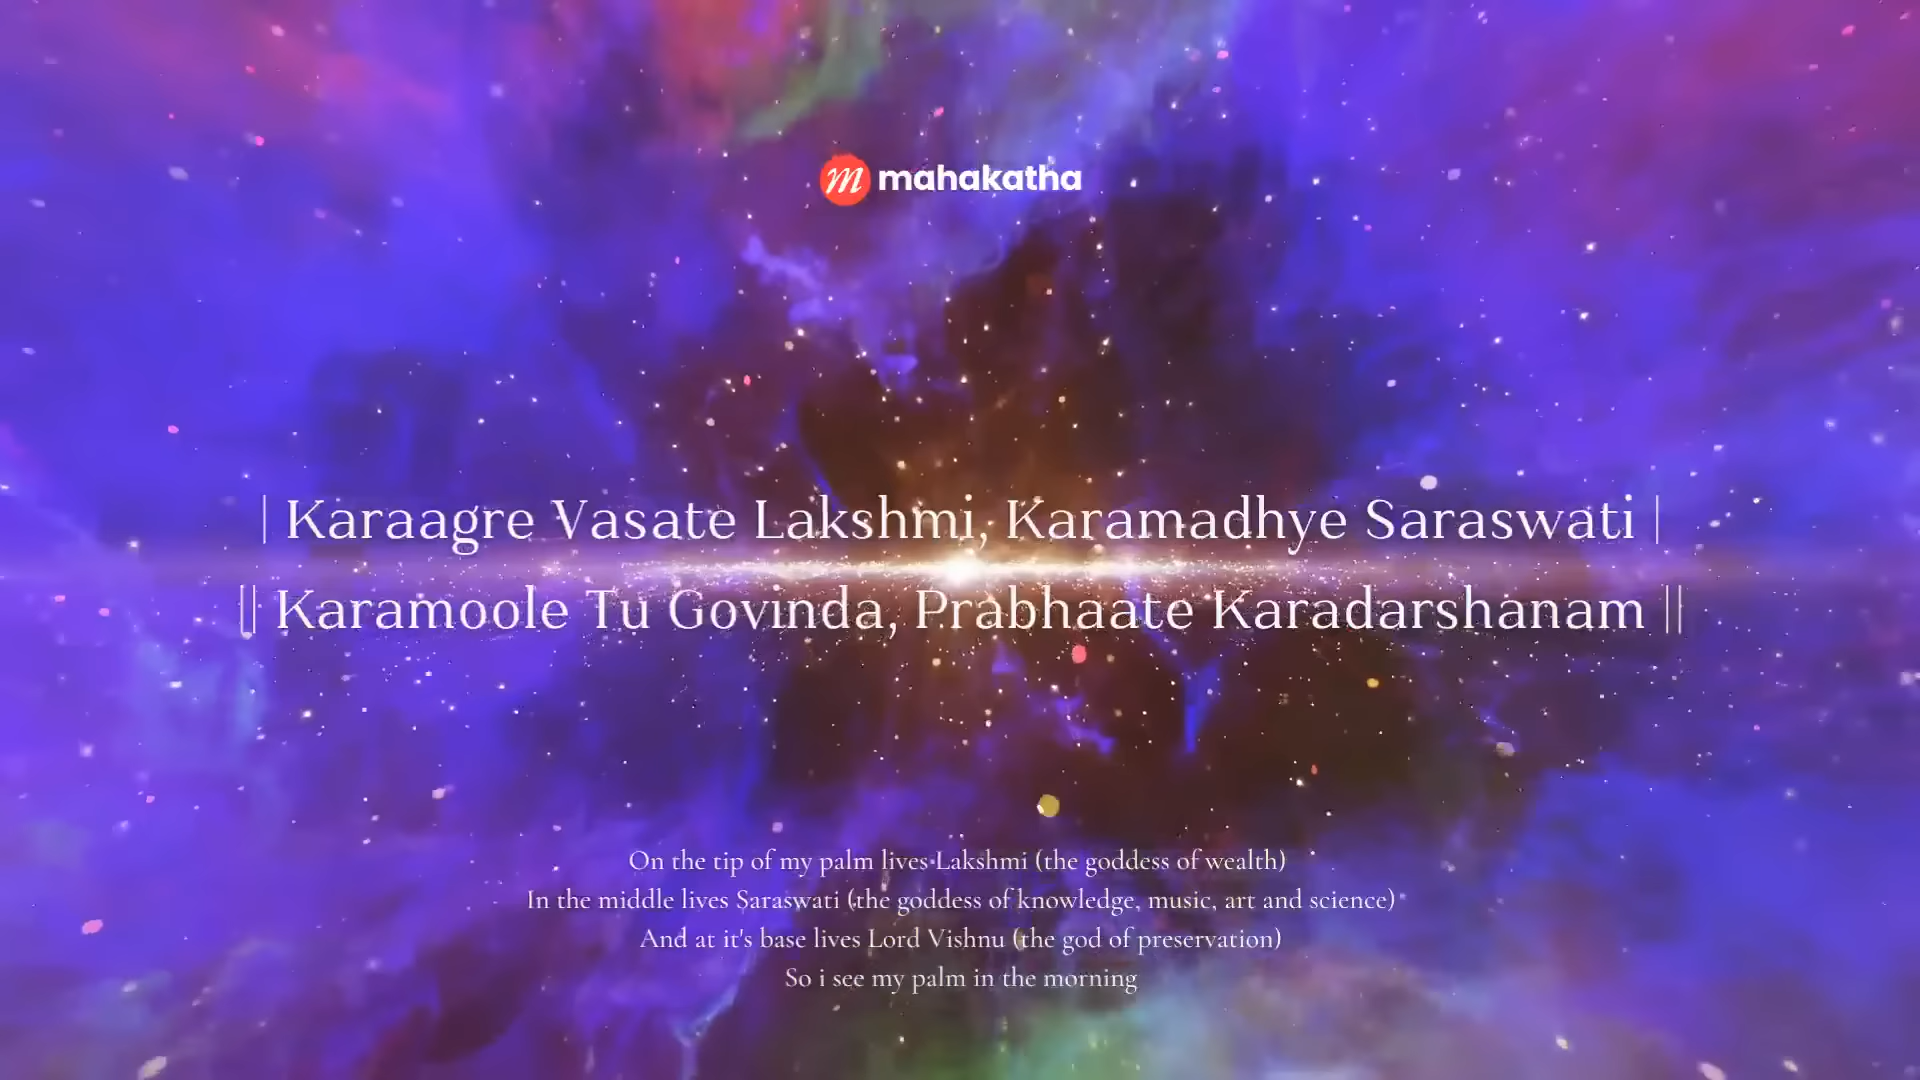 mahakatha
| Karaagre Vasate Lakshmi, Karamadhye Saraswati |
|| Karamoole Tu Govinda, Prabhaate Karadarshanam ||
On the tip of my palm lives Lakshmi (the goddess of wealth)
In the middle lives Saraswati (the goddess of knowledge, music, art and science)
And at it's base lives Lord Vishnu (the god of preservation)
So i see my palm in the morning